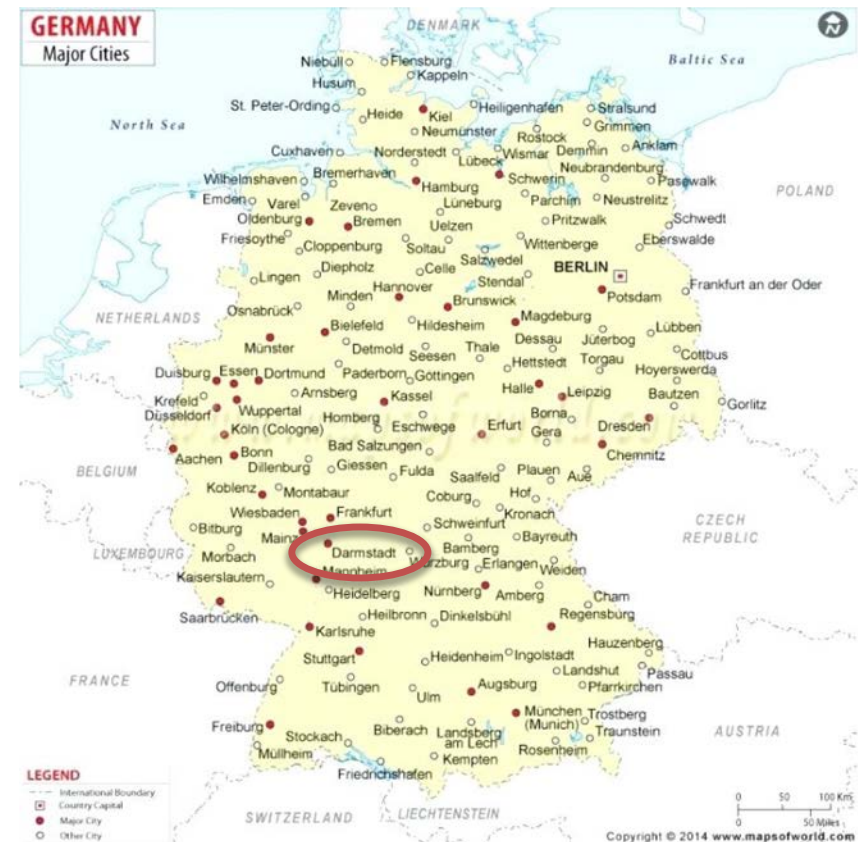 GERMANY
Major Cities
DENMARK
Baltic Sea
North Sea
Niebüll
Flensburg
Kappeln
Husum
St. Peter-Ording
Heide
Kiel
Heiligenhafen
Stralsund
Neumünster
Rostock
Grimmen
Cuxhaven
Norderstedt
Lübeck
Wismar
Demmin
Anklam
Wilhelmshaven
Bremerhaven
Hamburg
Schwerin
Neubrandenburg
Pasewalk
POLAND
Emden
Varel
Zeven
Lüneburg
Parchim
Neustrelitz
Oldenburg
Bremen
Uelzen
Pritzwalk
Schwedt
Friesoythe
Cloppenburg
Soltau
Wittenberge
Eberswalde
Salzwedel
Lingen
Diepholz
Celle
Stendal
BERLIN
Frankfurt an der Oder
Hannover
Minden
Potsdam
Osnabrück
Brunswick
NETHERLANDS
Bielefeld
Hildesheim
Magdeburg
Lübben
Münster
Detmold
Seesen
Thale
Dessau
Jüterbog
Cottbus
Duisburg
Essen
Dortmund
Paderborn
Göttingen
Hettstedt
Torgau
Hoyerswerda
Krefeld
Arnsberg
Kassel
Halle
Leipzig
Bautzen
Görlitz
Düsseldorf
Wuppertal
Homberg
Eschwege
Borna
Köln (Cologne)
Erfurt
Gera
Dresden
Bad Salzungen
Chemnitz
Aachen
Bonn
Dillenburg
Giessen
Fulda
Saalfeld
Plauen
Aue
BELGIUM
Koblenz
Montabaur
Coburg
Hof
Wiesbaden
Frankfurt
Kronach
Schweinfurt
CZECH
REPUBLIC
Bitburg
Mainz
Bayreuth
LUXEMBOURG
Morbach
Darmstadt
Bamberg
Würzburg
Erlangen
Weiden
Mannheim
Kaiserslautern
Heidelberg
Nürnberg
Amberg
Cham
Saarbrücken
Heilbronn
Dinkelsbühl
Regensburg
Karlsruhe
Hauzenberg
Stuttgart
Heidenheim
Ingolstadt
Passau
FRANCE
Landshut
Offenburg
Tübingen
Ulm
Augsburg
Pfarrkirchen
Freiburg
München
(Munich)
Trostberg
AUSTRIA
Biberach
Landsberg
am Lech
Traunstein
Stockach
Müllheim
Rosenheim
Kempten
Friedrichshafen
SWITZERLAND
LIECHTENSTEIN
LEGEND
International Boundary
Country Capital
Major City
Other City
0 50 100 Km
0 50 Miles
Copyright © 2014 www.mapsofworld.com